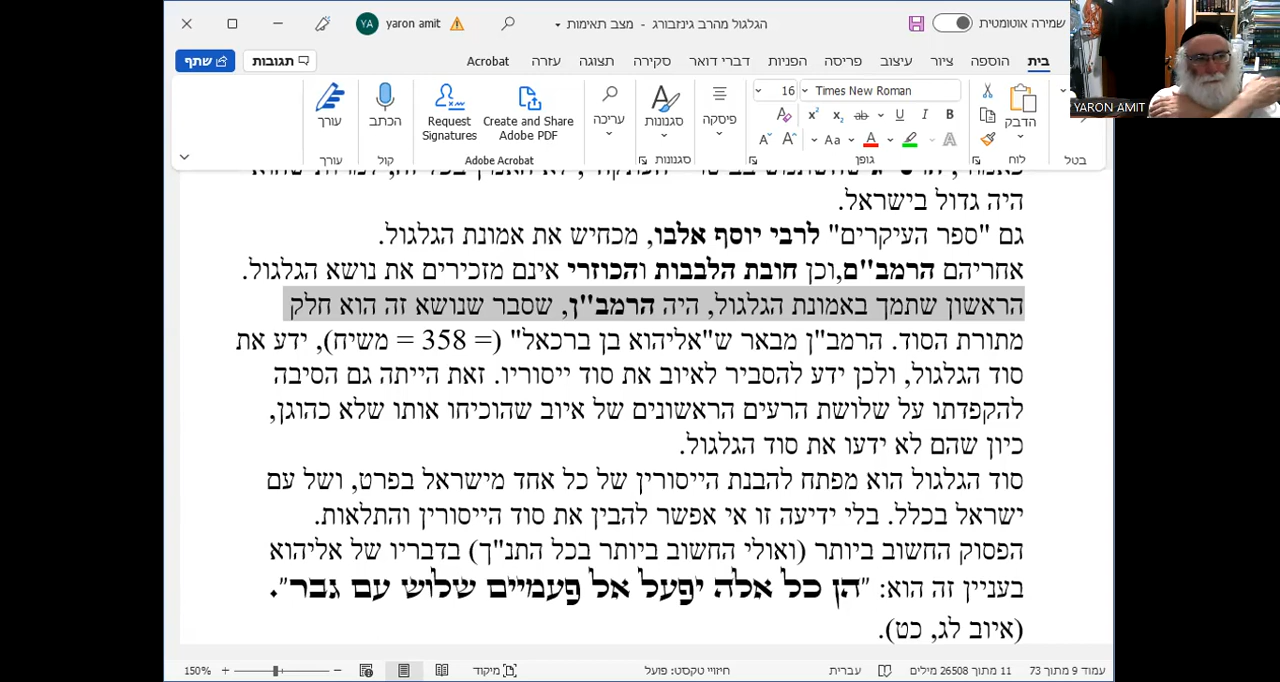 הגלגול מהרב גינזבורג - מצב תאימות
yaron amit
YA
שמירה אוטומטית
בית
הוספה
ציור
עיצוב
פריסה
הפניות
דברי דואר
סקירה
תצוגה
עזרה
Acrobat
תגובות
שתף
הדבק
Times New Roman
16
B
I
U
ab
Aa
A
פיסקה
סגנונות
עריכה
Create and Share
Adobe PDF
Request
Signatures
הכתב
עורך
בטל
לוח
גופן
סגנונות
Adobe Acrobat
קול
עורך
YARON AMIT
היה גדול בישראל.
גם "ספר העיקרים" לרבי יוסף אלבו, מכחיש את אמונת הגלגול.
אחריהם הרמב"ם,וכן חובת הלבבות והכוזרי אינם מזכירים את נושא הגלגול.
הראשון שתמך באמונת הגלגול, היה הרמב"ן, שסבר שנושא זה הוא חלק
מתורת הסוד. הרמב"ן מבאר ש"אליהוא בן ברכאל" (= 358 = משיח), ידע את
סוד הגלגול, ולכן ידע להסביר לאיוב את סוד ייסוריו. זאת הייתה גם הסיבה
להקפדתו על שלושת הרעים הראשונים של איוב שהוכיחו אותו שלא כהוגן,
כיון שהם לא ידעו את סוד הגלגול.
סוד הגלגול הוא מפתח להבנת הייסורין של כל אחד מישראל בפרט, ושל עם
ישראל בכלל. בלי ידיעה זו אי אפשר להבין את סוד הייסורין והתלאות.
הפסוק החשוב ביותר (ואולי החשוב ביותר בכל התנ"ך) בדבריו של אליהוא
בעניין זה הוא: "הן כל אלה יפעל אל פעמיים שלוש עם גבר".
(איוב לג, כט).
עמוד 9 מתוך 73
11 מתוך 26508 מילים
עברית
חיזויי טקסט: פועל
מיקוד
150%